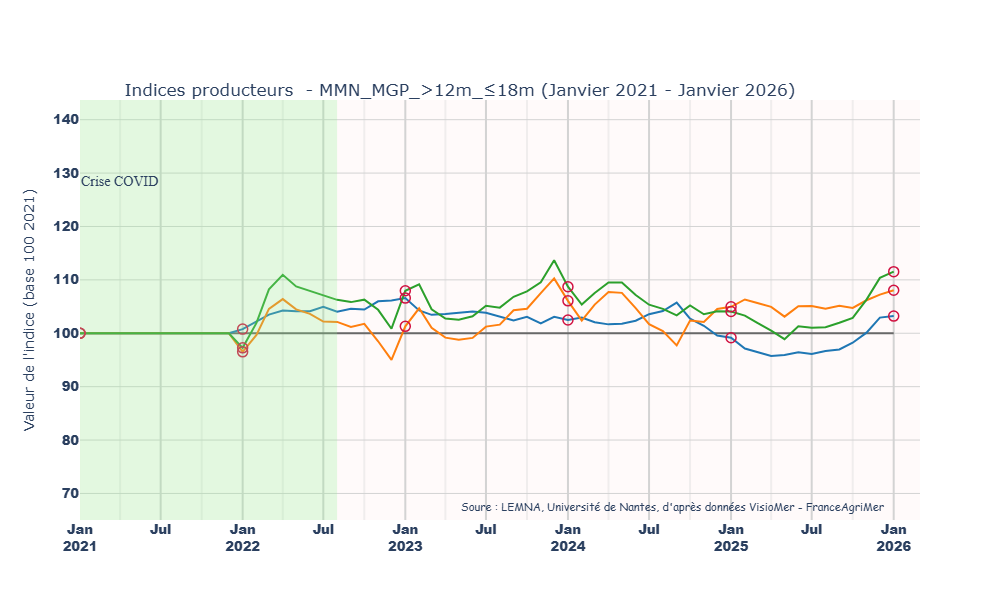 Indices producteurs  - MMN_MGP_>12m_≤18m (Janvier 2021 - Janvier 2026)
Valeur de l'indice (base 100 2021)
140
130
Crise COVID
120
110
100
90
80
70
Soure : LEMNA, Université de Nantes, d'après données VisioMer - FranceAgriMer
Jan Jul Jan Jul Jan Jul Jan Jul Jan Jul Jan
2021 2022 2023 2024 2025 2026